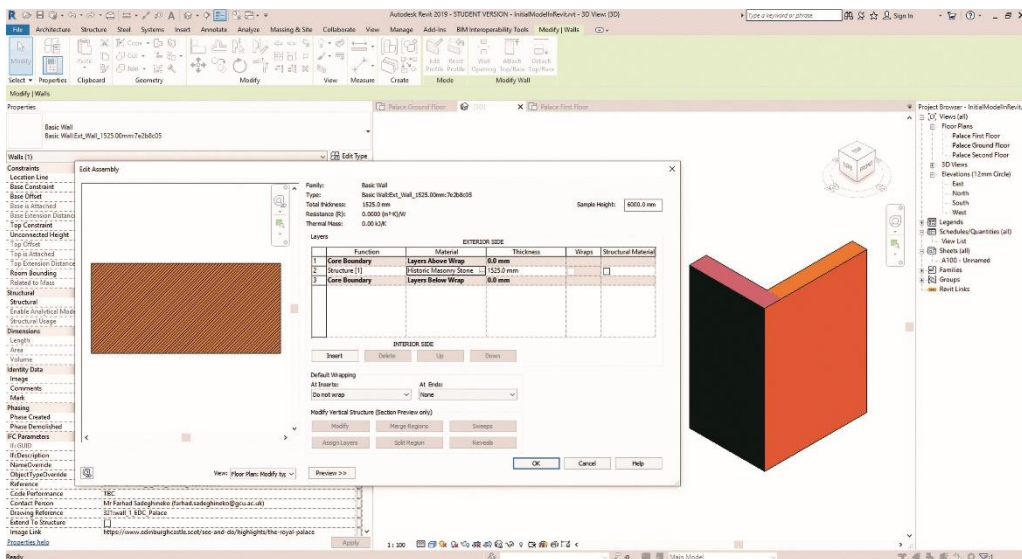 Autodesk Revit 2019 - STUDENT VERSION - InitialModelInRevit.rvt - 3D View: {3D}
Type a keyword or phrase
Sign In
File Architecture Structure Steel Systems Insert Annotate Analyze Massing & Site Collaborate View Manage Add-Ins BIM Interoperability Tools Modify | Walls
Modify
Properties
Paste
Cope
Cut
Join
Edit Profile
Reset Profile
Wall Opening
Attach Top/Base
Detach Top/Base
Select Properties Clipboard Geometry Modify View Measure Create Mode Modify Wall
Modify | Walls
Properties
Palace Ground Floor
{3D}
Palace First Floor
Project Browser - InitialModelInRevit.rvt
Basic Wall
Basic Wall:Ext_Wall_1525.00mm:7e2b8c05
Walls (1)
Edit Type
Constraints
Location Line
Base Constraint
Base Offset
Base is Attached
Base Extension Distance
Top Constraint
Unconnected Height
Top Offset
Top is Attached
Top Extension Distance
Room Bounding
Related to Mass
Structural
Structural
Enable Analytical Mode
Structural Usage
Dimensions
Length
Area
Volume
Identity Data
Image
Comments
Mark
Phasing
Phase Created
Phase Demolished
IFC Parameters
IfcGUID
IfcDescription
NameOverride
ObjectTypeOverride
Reference
Code Performance TBC
Contact Person Mr Farhad Sadeghineko (farhad.sadeghineko@gcu.ac.uk)
Drawing Reference 321:wall_1_EDC_Palace
Extend To Structure
Image Link https://www.edinburghcastle.scot/see-and-do/highlights/the-royal-palace
Properties help
Apply
Ready
Edit Assembly
Family: Basic Wall
Type: Basic Wall:Ext_Wall_1525.00mm:7e2b8c05
Total thickness: 1525.0 mm
Sample Height: 6000.0 mm
Resistance (R): 0.0000 (m²·K)/W
Thermal Mass: 0.00 kJ/K
Layers
EXTERIOR SIDE
Function Material Thickness Wraps Structural Material
1 Core Boundary Layers Above Wrap 0.0 mm
2 Structure [1] Historic Masonry Stone 1525.0 mm
3 Core Boundary Layers Below Wrap 0.0 mm
INTERIOR SIDE
Insert Delete Up Down
Default Wrapping
At Inserts: At Ends:
Do not wrap None
Modify Vertical Structure (Section Preview only)
Modify Merge Regions Sweeps
Assign Layers Split Region Reveals
View: Floor Plan: Modify typ
Preview >>
OK Cancel Help
TOP
FRONT
1 : 100
Main Model
Views (all)
Floor Plans
Palace First Floor
Palace Ground Floor
Palace Second Floor
3D Views
Elevations (12mm Circle)
East
North
South
West
Legends
Schedules/Quantities (all)
View List
Sheets (all)
A100 - Unnamed
Families
Groups
Revit Links